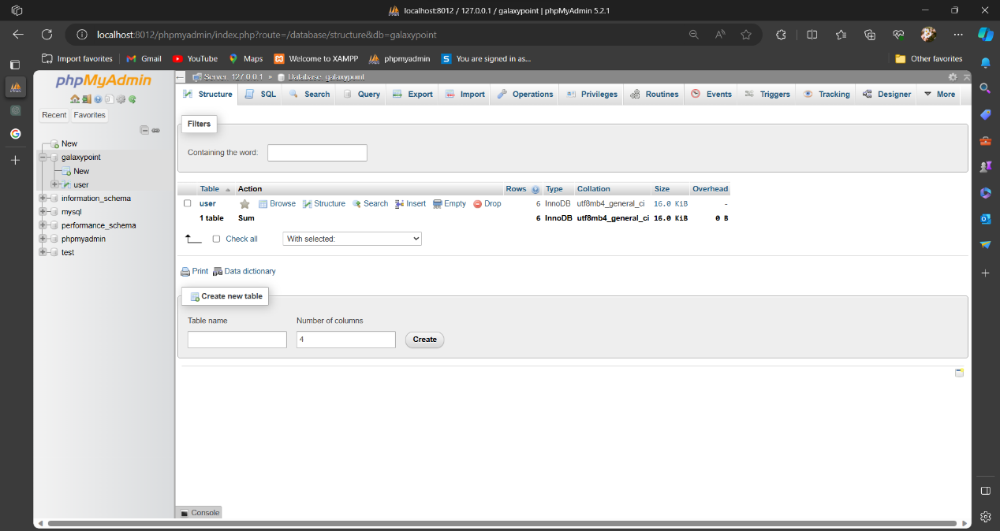 localhost:8012 / 127.0.0.1 / galaxypoint | phpMyAdmin 5.2.1
localhost:8012/phpmyadmin/index.php?route=/database/structure&db=galaxypoint
Import favorites
Gmail
YouTube
Maps
Welcome to XAMPP
phpmyadmin
S You are signed in as...
Other favorites
phpMyAdmin
Recent
Favorites
New
galaxypoint
New
user
information_schema
mysql
performance_schema
phpmyadmin
test
Server: 127.0.0.1 » Database: galaxypoint
Structure
SQL
Search
Query
Export
Import
Operations
Privileges
Routines
Events
Triggers
Tracking
Designer
More
Filters
Containing the word:
Table Action Rows Type Collation Size Overhead
user Browse Structure Search Insert Empty Drop 6 InnoDB utf8mb4_general_ci 16.0 KiB -
1 table Sum 6 InnoDB utf8mb4_general_ci 16.0 KiB 0 B
Check all With selected:
Print Data dictionary
Create new table
Table name Number of columns
4 Create
Console